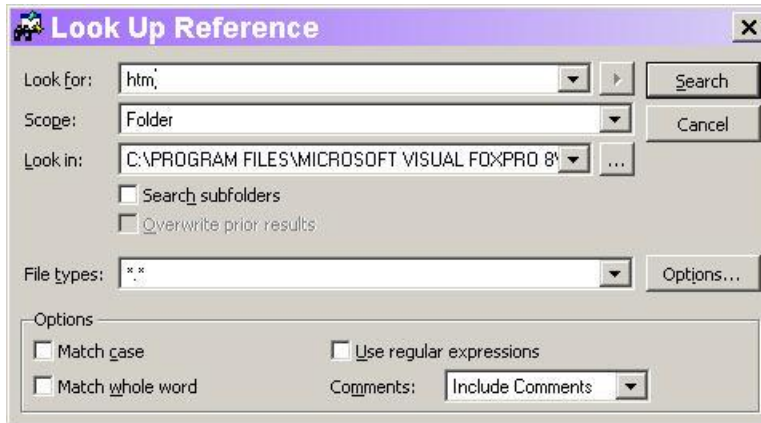 Look Up Reference
Look for: htm Search
Scope: Folder Cancel
Look in: C:\PROGRAM FILES\MICROSOFT VISUAL FOXPRO 8\ ...
Search subfolders
Overwrite prior results
File types: *.* Options...
Options
Match case Use regular expressions
Match whole word Comments: Include Comments